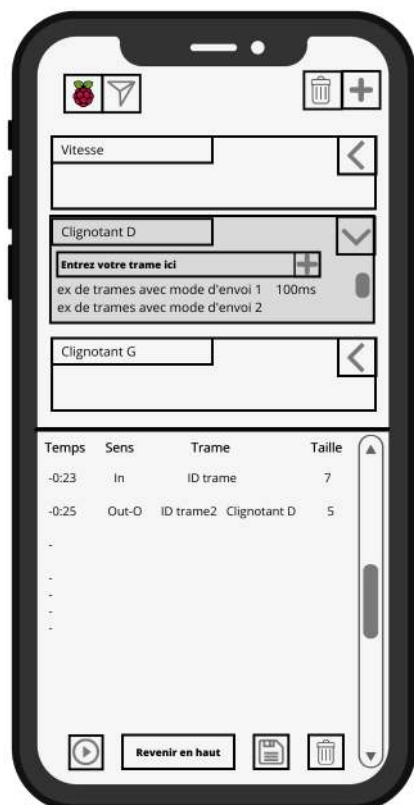 Vitesse
Clignotant D
Entrez votre trame ici
ex de trames avec mode d'envoi 1 100ms
ex de trames avec mode d'envoi 2
Clignotant G
Temps Sens Trame Taille
-0:23 In ID trame 7
-0:25 Out-O ID trame2 Clignotant D 5
-
-
-
-
-
Revenir en haut